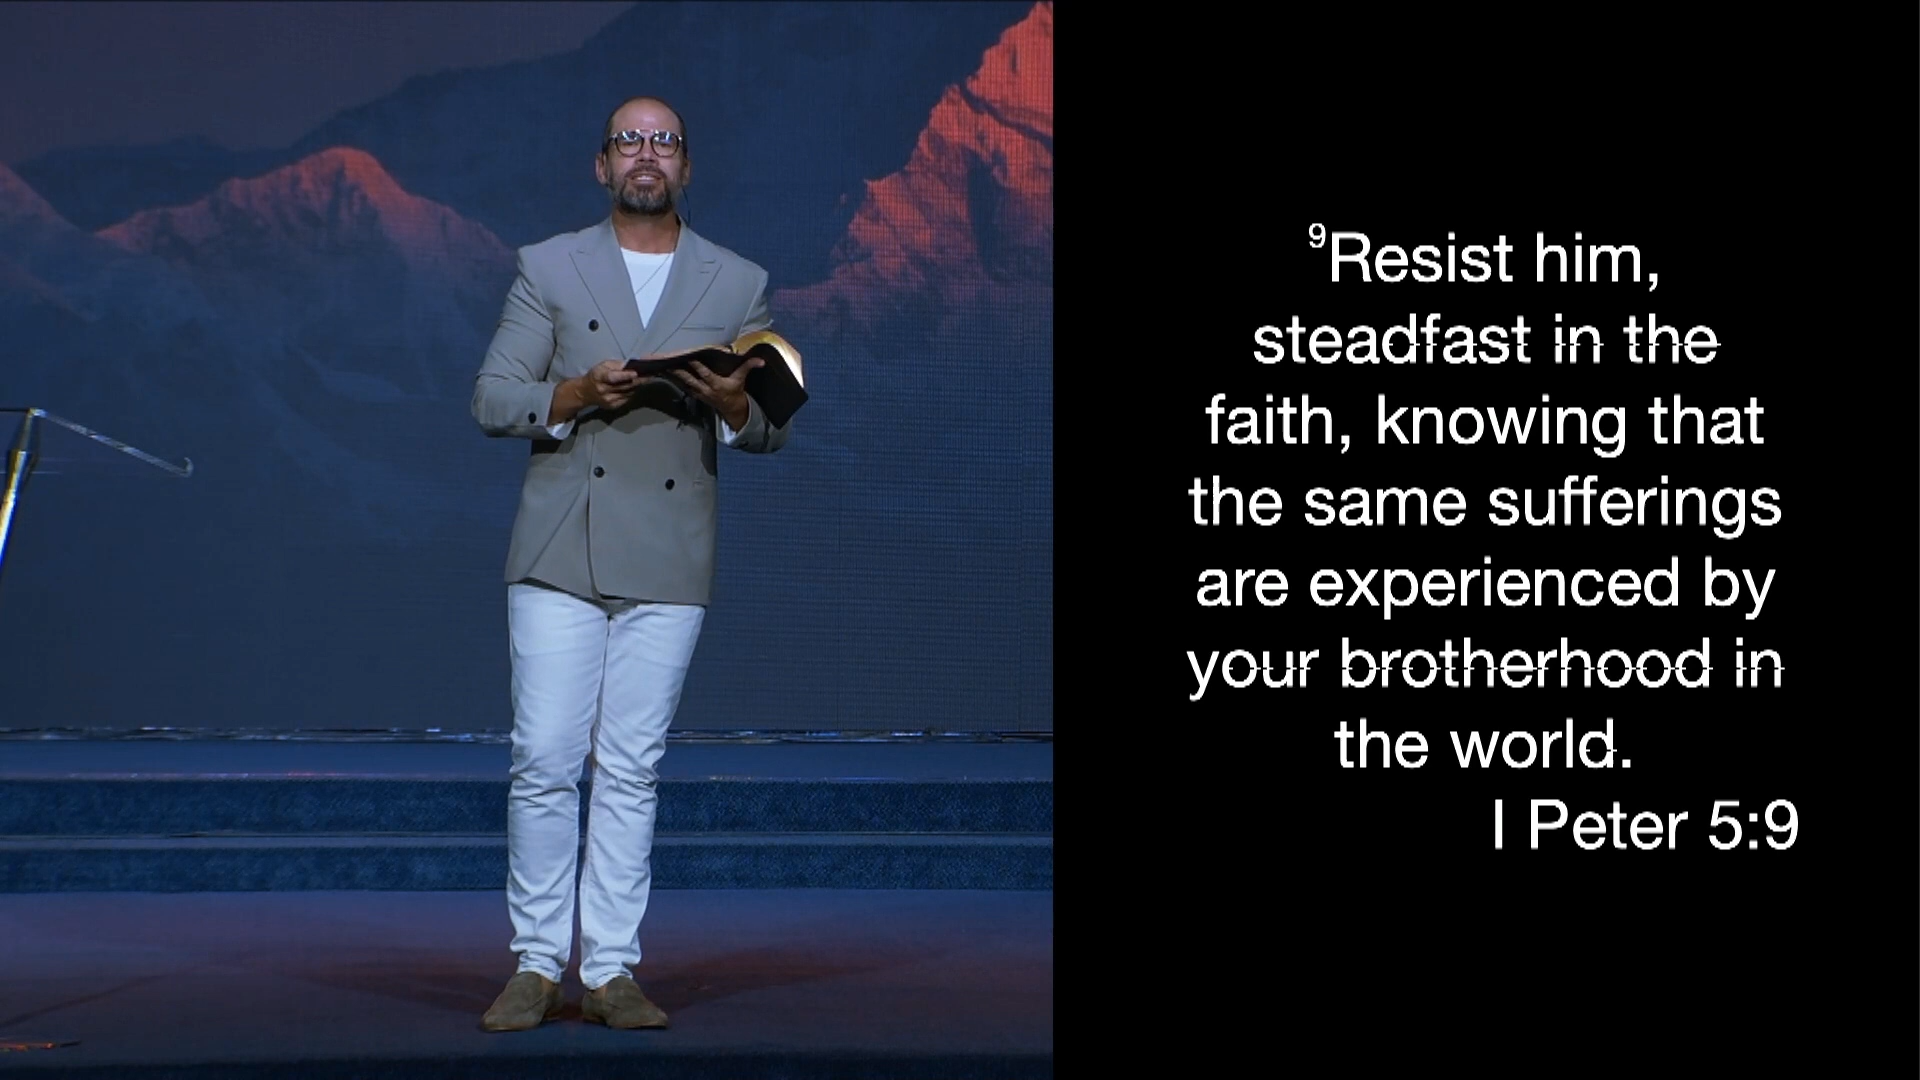 ⁹Resist him,
steadfast in the
faith, knowing that
the same sufferings
are experienced by
your brotherhood in
the world.
I Peter 5:9